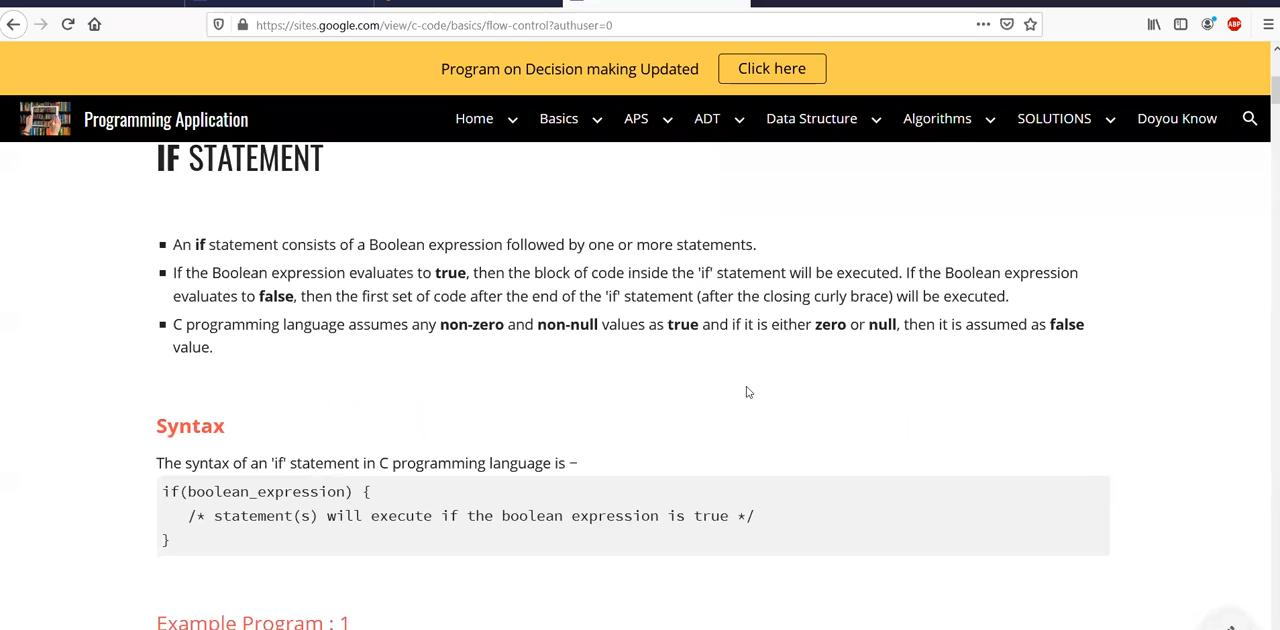 https://sites.google.com/view/c-code/basics/flow-control?authuser=0
ABP
Program on Decision making Updated Click here
Programming Application Home Basics APS ADT Data Structure Algorithms SOLUTIONS Doyou Know
IF STATEMENT
▪ An if statement consists of a Boolean expression followed by one or more statements.
▪ If the Boolean expression evaluates to true, then the block of code inside the 'if' statement will be executed. If the Boolean expression
evaluates to false, then the first set of code after the end of the 'if' statement (after the closing curly brace) will be executed.
▪ C programming language assumes any non-zero and non-null values as true and if it is either zero or null, then it is assumed as false
value.
Syntax
The syntax of an 'if' statement in C programming language is −
if(boolean_expression) {
/* statement(s) will execute if the boolean expression is true */
}
Example Program : 1